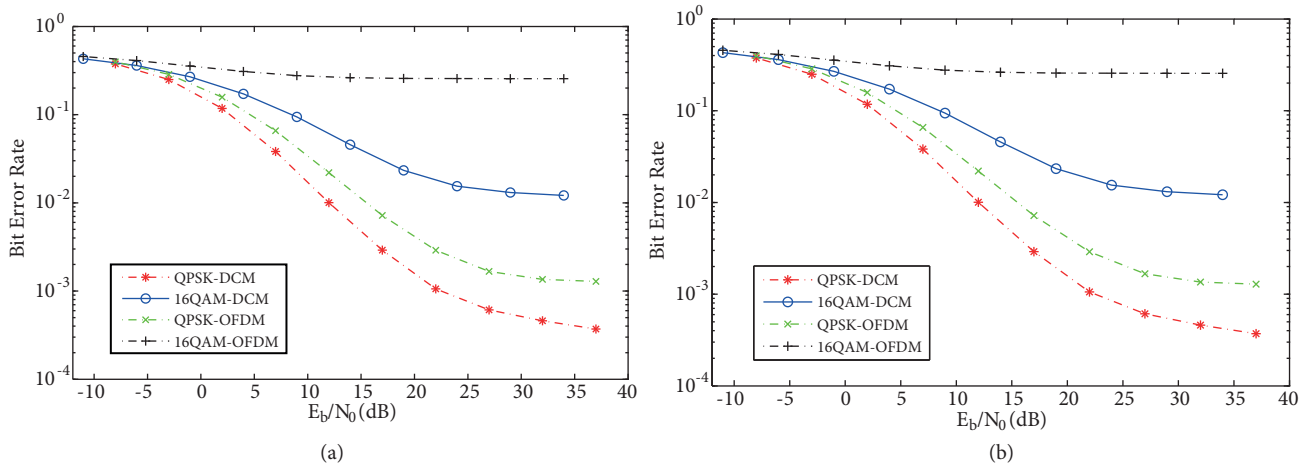 10^0
10^-1
10^-2
10^-3
10^-4
Bit Error Rate
QPSK-DCM
16QAM-DCM
QPSK-OFDM
16QAM-OFDM
-10 -5 0 5 10 15 20 25 30 35 40
E_b/N_0 (dB)
(a)
10^0
10^-1
10^-2
10^-3
10^-4
Bit Error Rate
QPSK-DCM
16QAM-DCM
QPSK-OFDM
16QAM-OFDM
-10 -5 0 5 10 15 20 25 30 35 40
E_b/N_0 (dB)
(b)